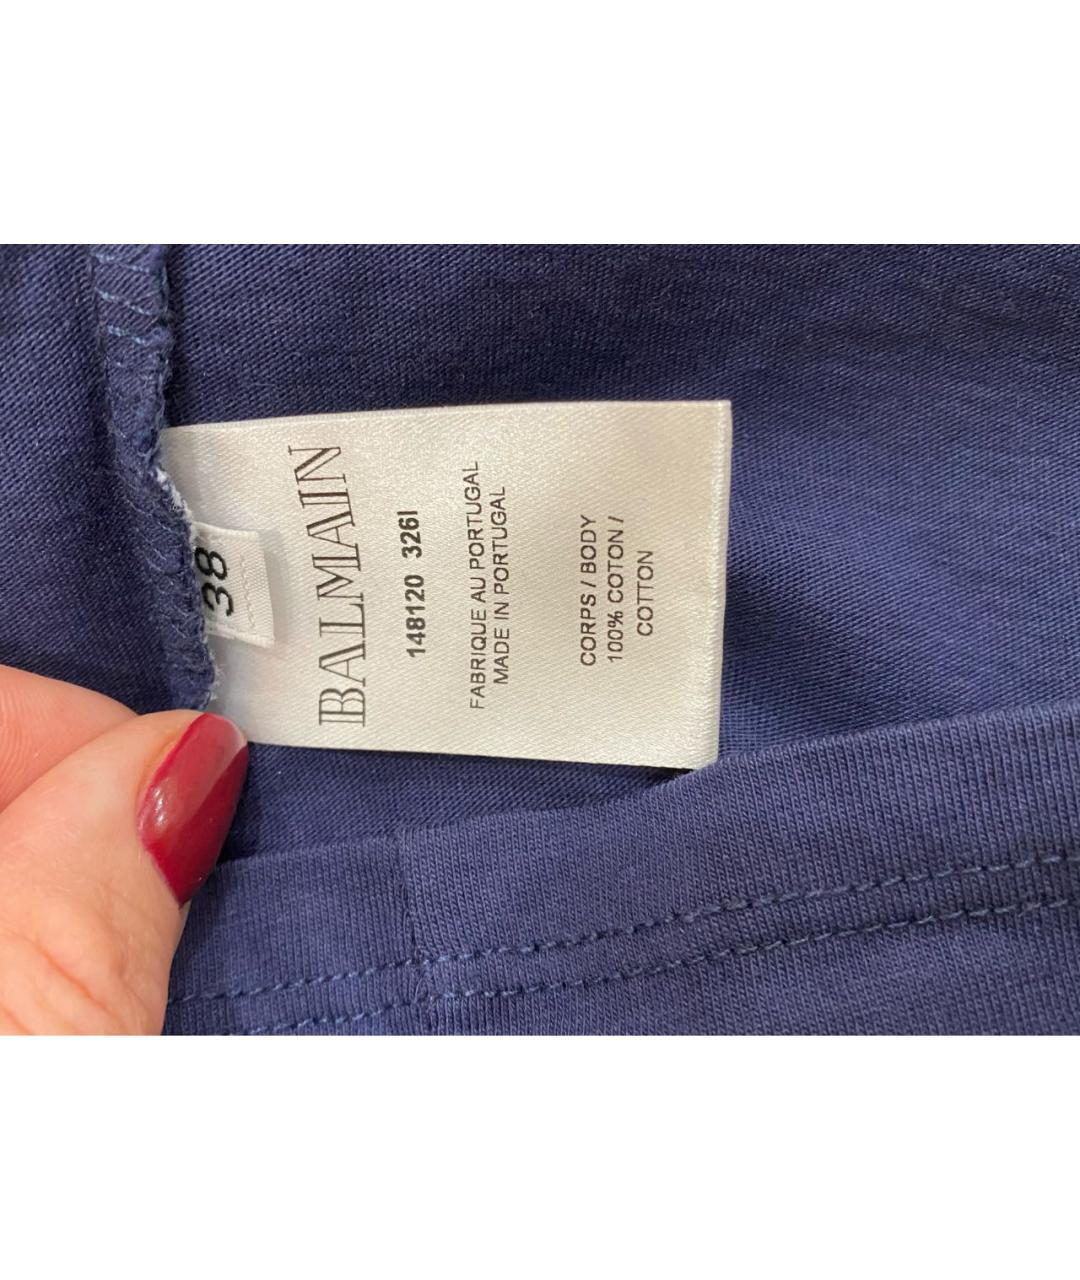 38
BALMAIN
148120 326I
FABRIQUE AU PORTUGAL
MADE IN PORTUGAL
CORPS / BODY
100% COTON /
COTTON